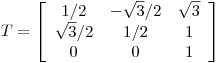 T = [ 1/2 -√3/2 √3
√3/2 1/2 1
0 0 1 ]